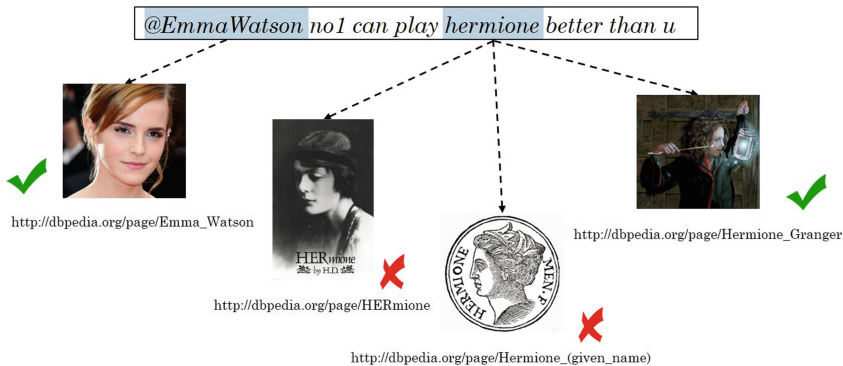 @EmmaWatson no1 can play hermione better than u
http://dbpedia.org/page/Emma_Watson
HERmione
by H.D.
http://dbpedia.org/page/HERmione
HERMIONE MEN.F
http://dbpedia.org/page/Hermione_(given_name)
http://dbpedia.org/page/Hermione_Granger